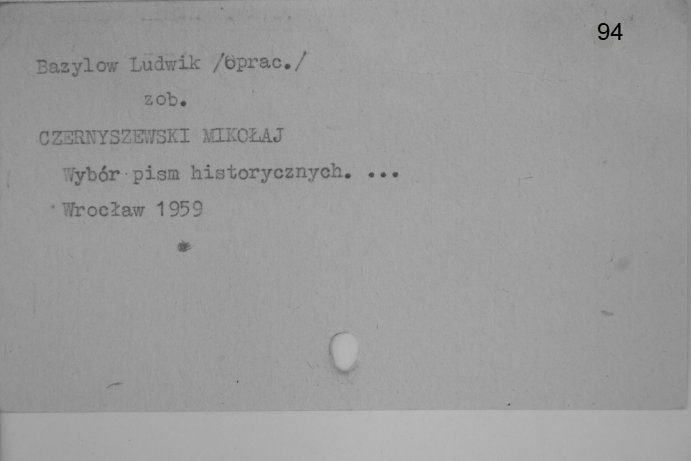 94
Bazylow Ludwik /oprac./
zob.
CZERNYSZEWSKI MIKOŁAJ
Wybór pism historycznych. ...
Wrocław 1959